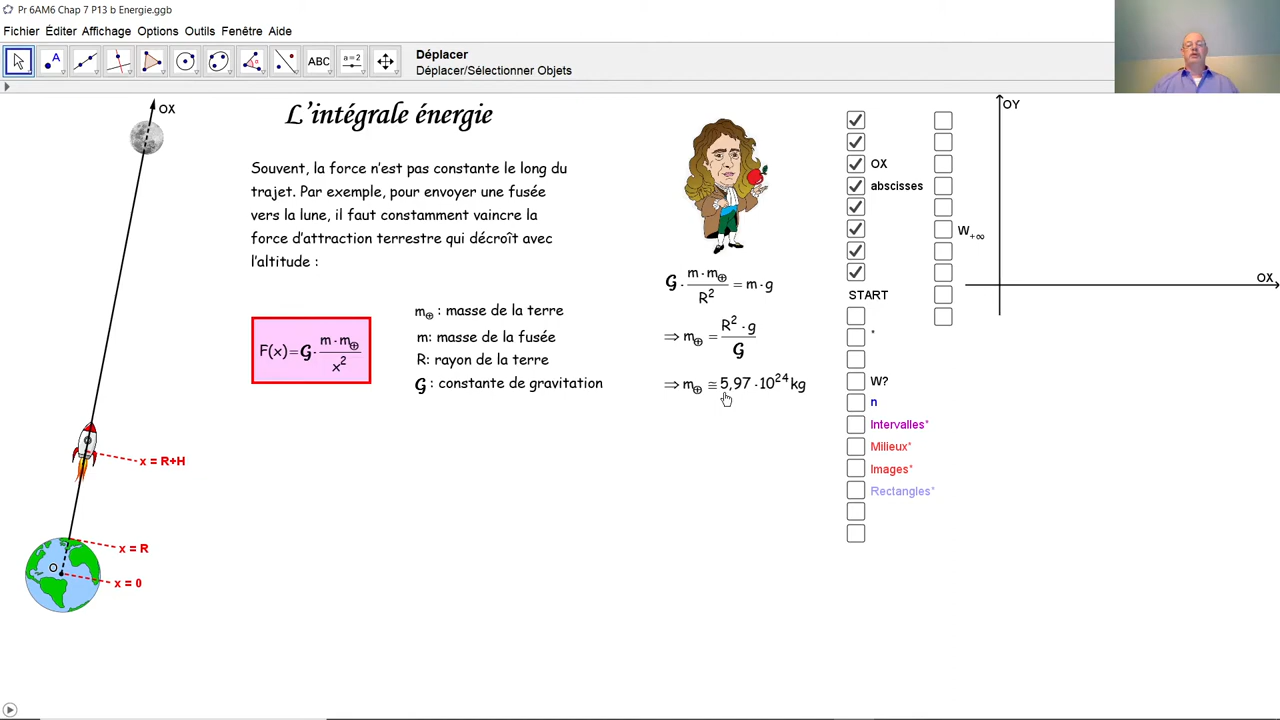 Pr 6AM6 Chap 7 P13 b Energie.ggb
Fichier Éditer Affichage Options Outils Fenêtre Aide
A
ABC
a=2
Déplacer
Déplacer/Sélectionner Objets
OX
L'intégrale énergie
Souvent, la force n'est pas constante le long du
trajet. Par exemple, pour envoyer une fusée
vers la lune, il faut constamment vaincre la
force d'attraction terrestre qui décroît avec
l'altitude :
F(x)=G·(m·m⊕)/x²
m⊕ : masse de la terre
m: masse de la fusée
R: rayon de la terre
G : constante de gravitation
G·(m·m⊕)/R² = m·g
⇒ m⊕ = (R²·g)/G
⇒ m⊕ ≅ 5,97·10²⁴ kg
x = R+H
x = R
O
x = 0
OX
abscisses
START
*
W?
n
Intervalles*
Milieux*
Images*
Rectangles*
W+∞
OY
OX